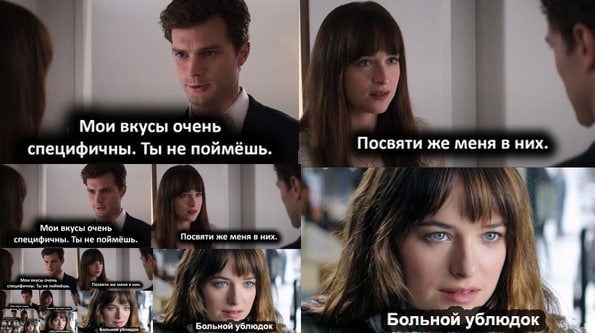 Мои вкусы очень
специфичны. Ты не поймёшь.
Посвяти же меня в них.
Мои вкусы очень
специфичны. Ты не поймёшь.
Посвяти же меня в них.
Больной ублюдок
Мои вкусы очень
специфичны. Ты не поймёшь.
Посвяти же меня в них.
Больной ублюдок
Больной ублюдок